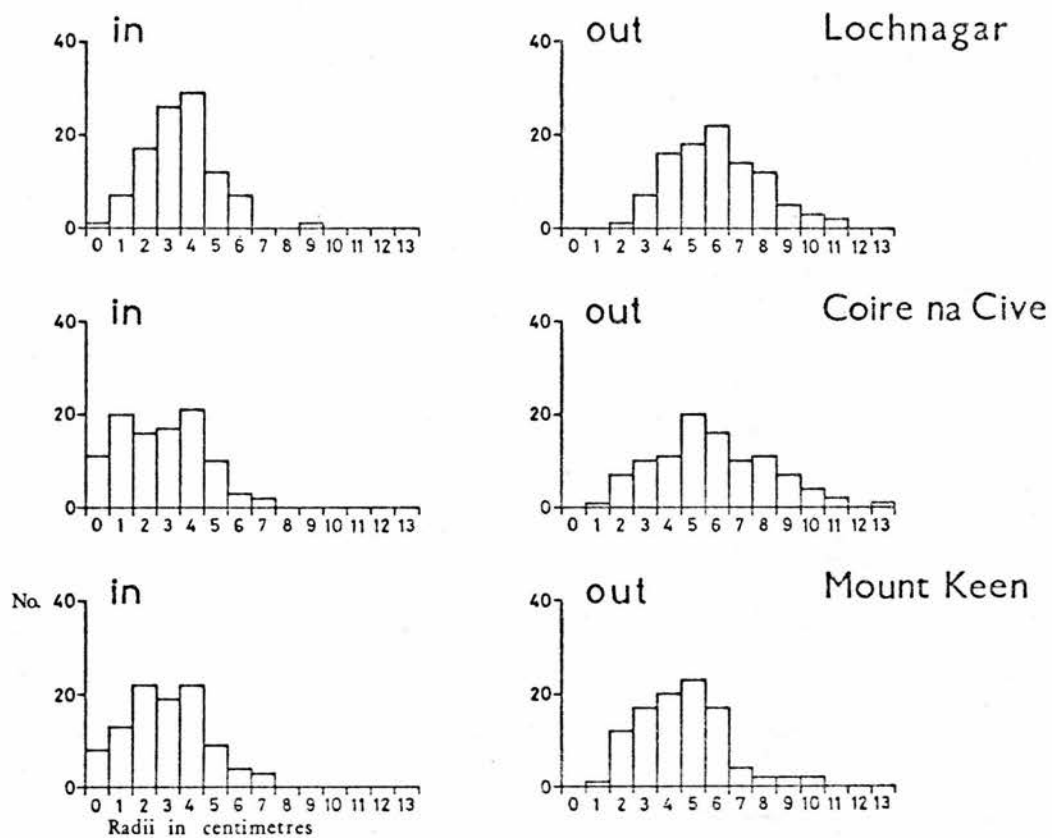 in out Lochnagar
40 40
20 20
0 0
0 1 2 3 4 5 6 7 8 9 10 11 12 13 0 1 2 3 4 5 6 7 8 9 10 11 12 13
in out Coire na Cive
40 40
20 20
0 0
0 1 2 3 4 5 6 7 8 9 10 11 12 13 0 1 2 3 4 5 6 7 8 9 10 11 12 13
in out Mount Keen
No. 40 40
20 20
0 0
0 1 2 3 4 5 6 7 8 9 10 11 12 13 0 1 2 3 4 5 6 7 8 9 10 11 12 13
Radii in centimetres